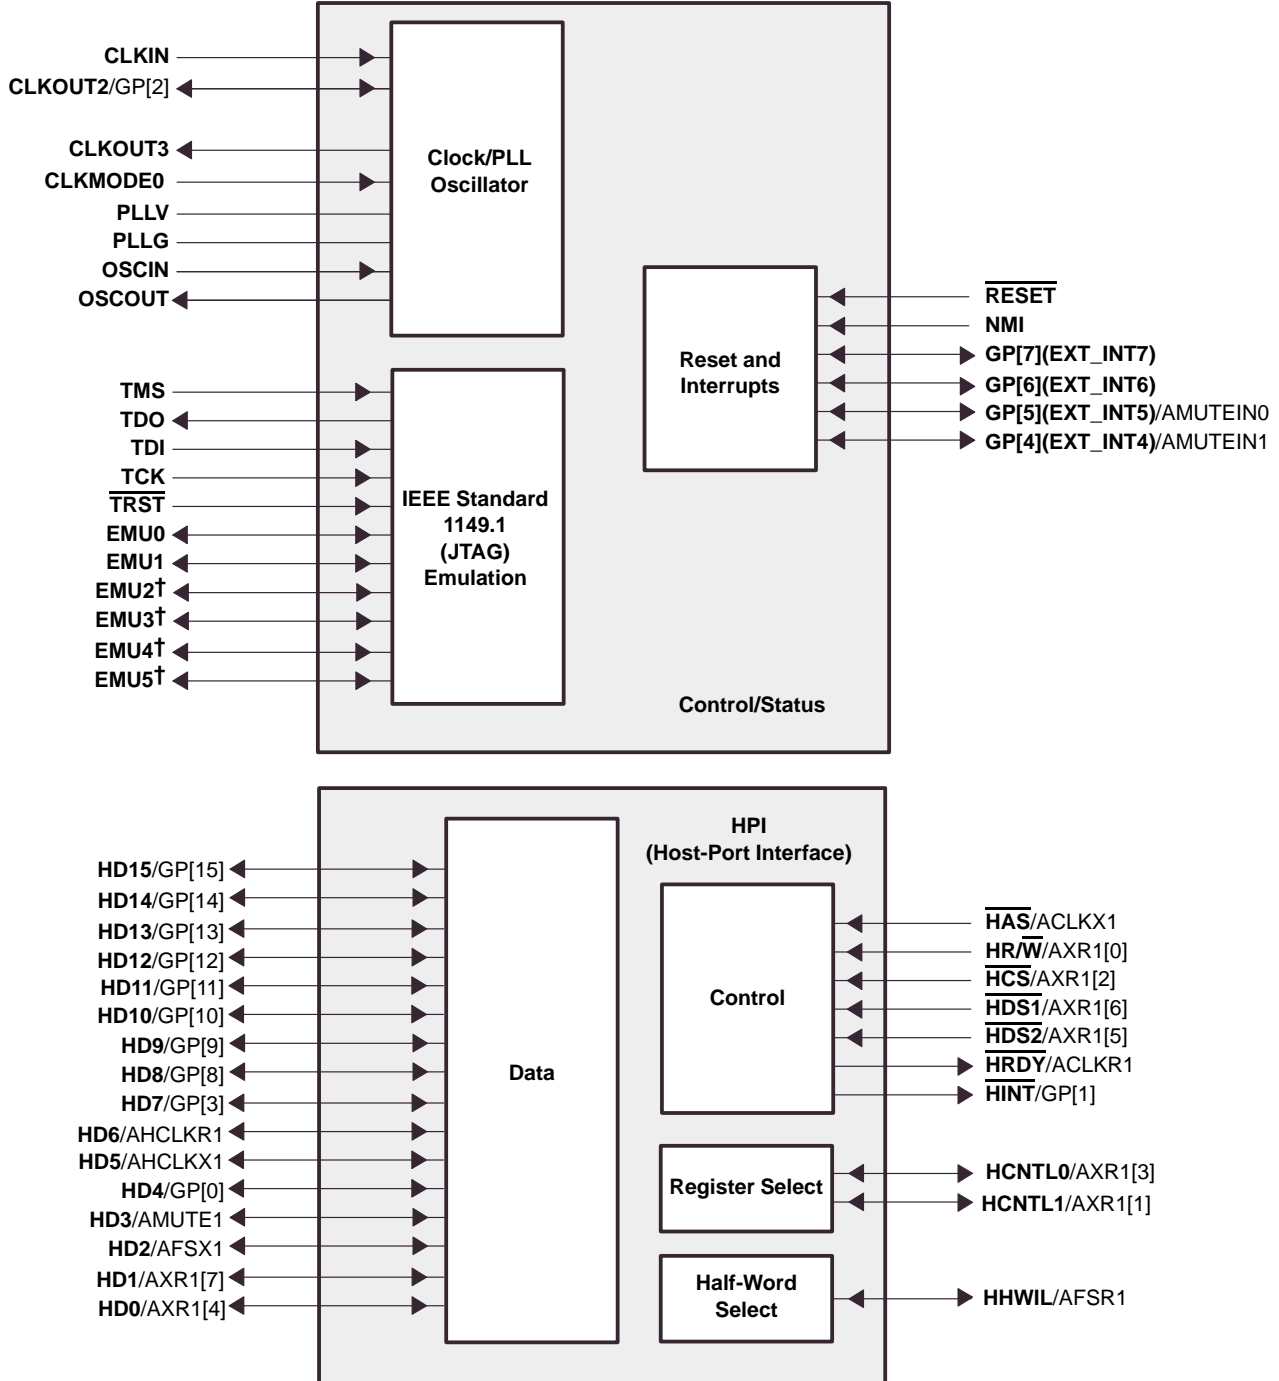 CLKIN
CLKOUT2/GP[2]
CLKOUT3
CLKMODE0
PLLV
PLLG
OSCIN
OSCOUT
Clock/PLL
Oscillator
TMS
TDO
TDI
TCK
TRST
EMU0
EMU1
EMU2†
EMU3†
EMU4†
EMU5†
IEEE Standard
1149.1
(JTAG)
Emulation
Reset and
Interrupts
RESET
NMI
GP[7](EXT_INT7)
GP[6](EXT_INT6)
GP[5](EXT_INT5)/AMUTEIN0
GP[4](EXT_INT4)/AMUTEIN1
Control/Status
HD15/GP[15]
HD14/GP[14]
HD13/GP[13]
HD12/GP[12]
HD11/GP[11]
HD10/GP[10]
HD9/GP[9]
HD8/GP[8]
HD7/GP[3]
HD6/AHCLKR1
HD5/AHCLKX1
HD4/GP[0]
HD3/AMUTE1
HD2/AFSX1
HD1/AXR1[7]
HD0/AXR1[4]
Data
HPI
(Host-Port Interface)
Control
HAS/ACLKX1
HR/W/AXR1[0]
HCS/AXR1[2]
HDS1/AXR1[6]
HDS2/AXR1[5]
HRDY/ACLKR1
HINT/GP[1]
Register Select
HCNTL0/AXR1[3]
HCNTL1/AXR1[1]
Half-Word
Select
HHWIL/AFSR1